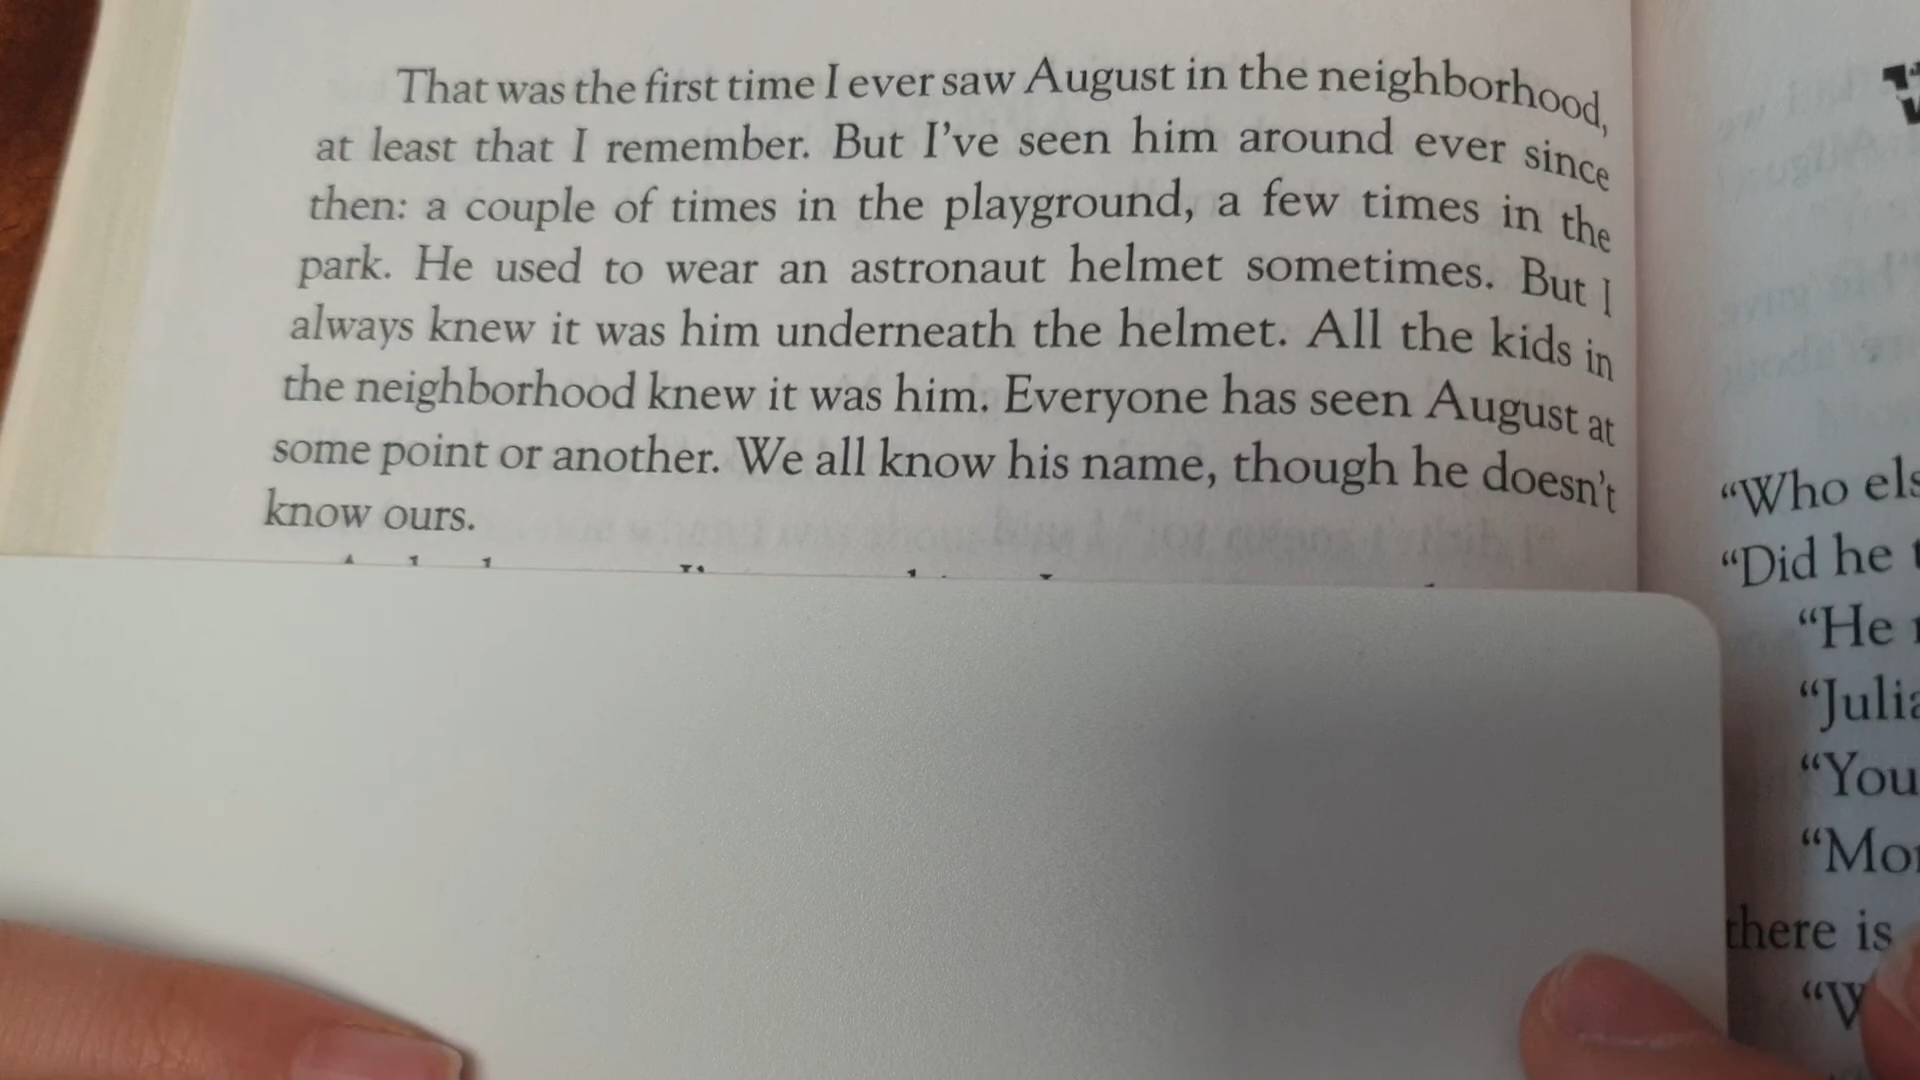 That was the first time I ever saw August in the neighborhood,
at least that I remember. But I've seen him around ever since
then: a couple of times in the playground, a few times in the
park. He used to wear an astronaut helmet sometimes. But I
always knew it was him underneath the helmet. All the kids in
the neighborhood knew it was him. Everyone has seen August at
some point or another. We all know his name, though he doesn't
know ours.
“Who
“Did he
“He
“You
there is